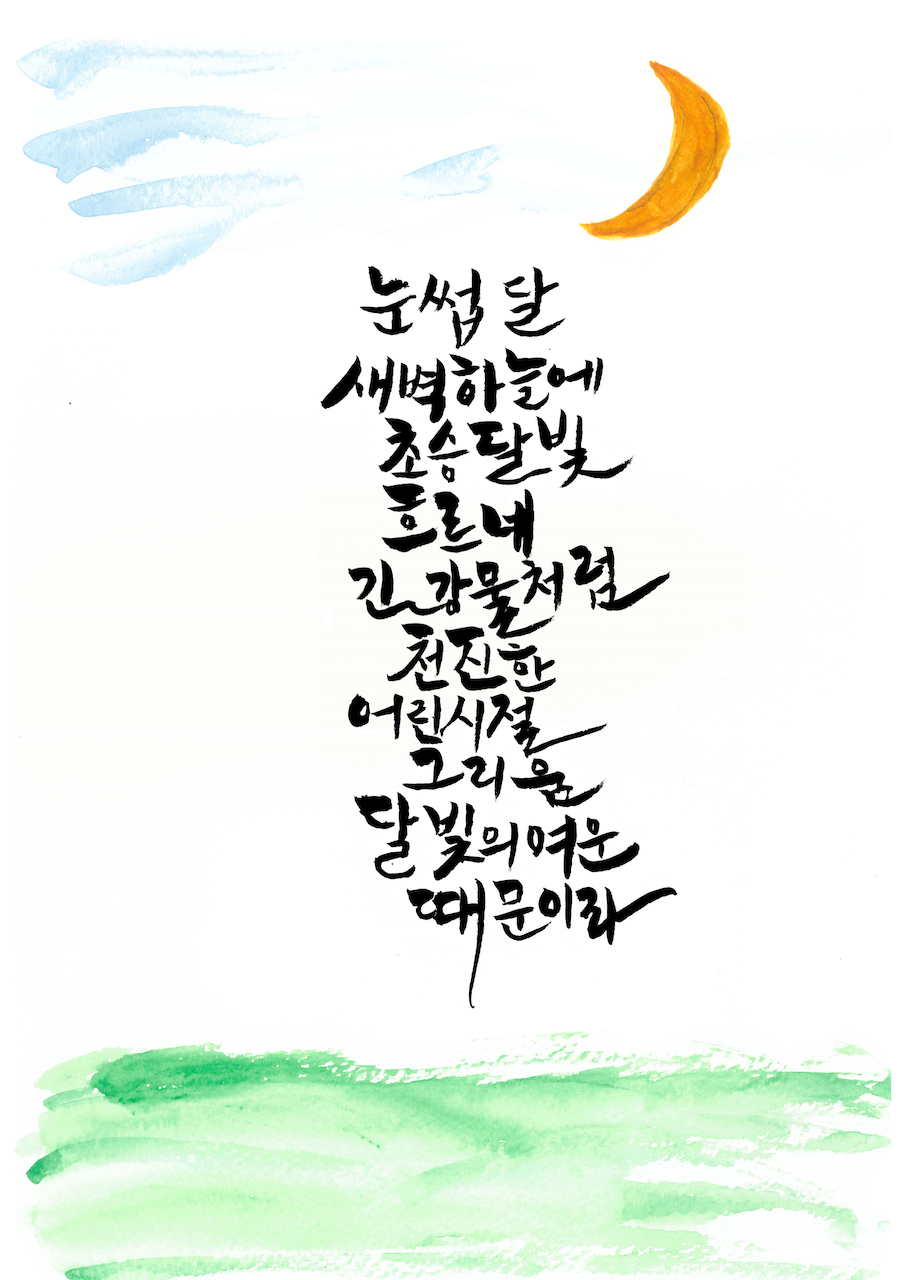 눈썹 달
새벽하늘에
초승달빛
흐르네
긴 강물처럼
천진한
어린시절
그리움
달빛의 여운
때문이라